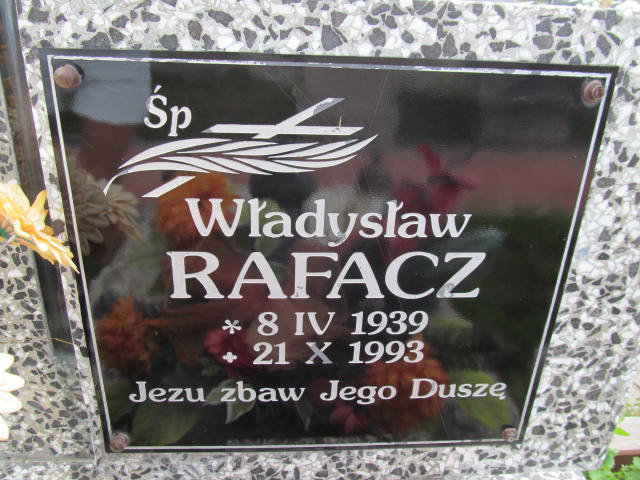 Śp
Władysław
RAFACZ
* 8 IV 1939
+ 21 X 1993
Jezu zbaw Jego Duszę